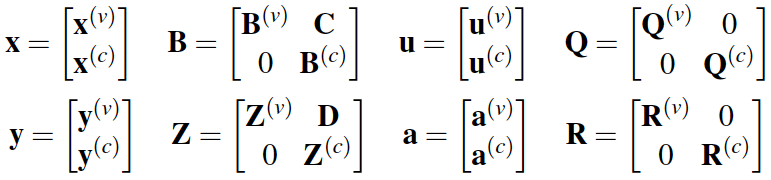 x = [x^(v) x^(c)] B = [B^(v) C 0 B^(c)] u = [u^(v) u^(c)] Q = [Q^(v) 0 0 Q^(c)]
y = [y^(v) y^(c)] Z = [Z^(v) D 0 Z^(c)] a = [a^(v) a^(c)] R = [R^(v) 0 0 R^(c)]